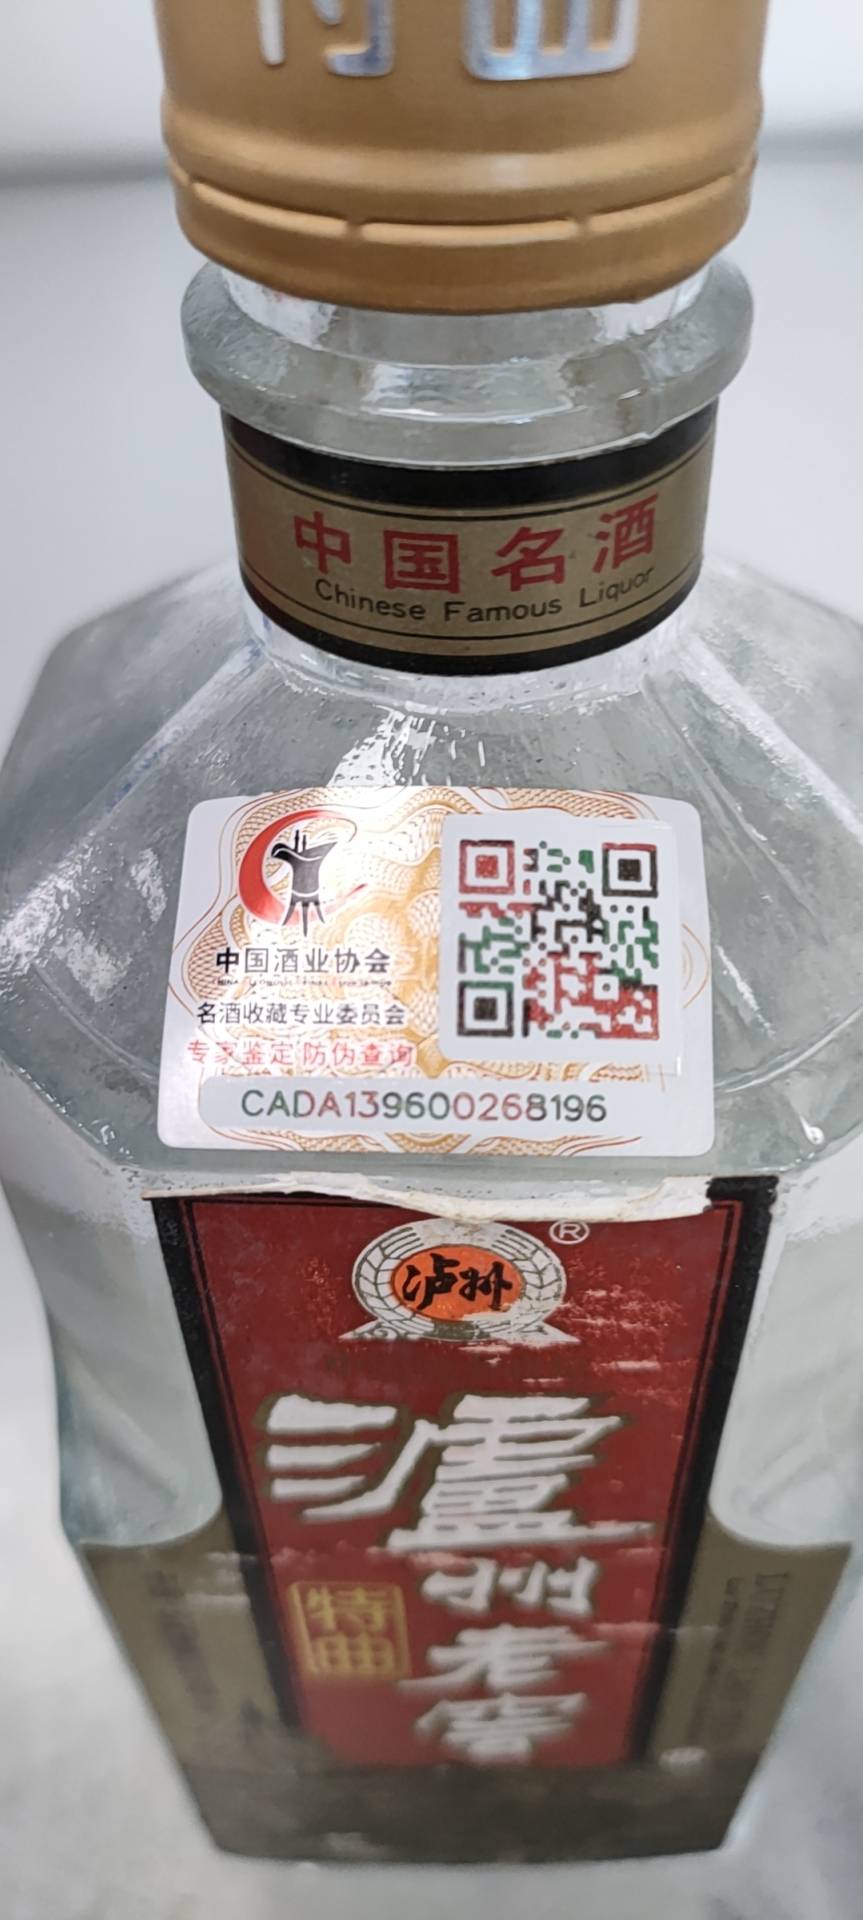 特曲
中国名酒
Chinese Famous Liquor
中国酒业协会
名酒收藏专业委员会
专家鉴定 防伪查询
CADA139600268196
®
泸州
瀘州老窖
特曲